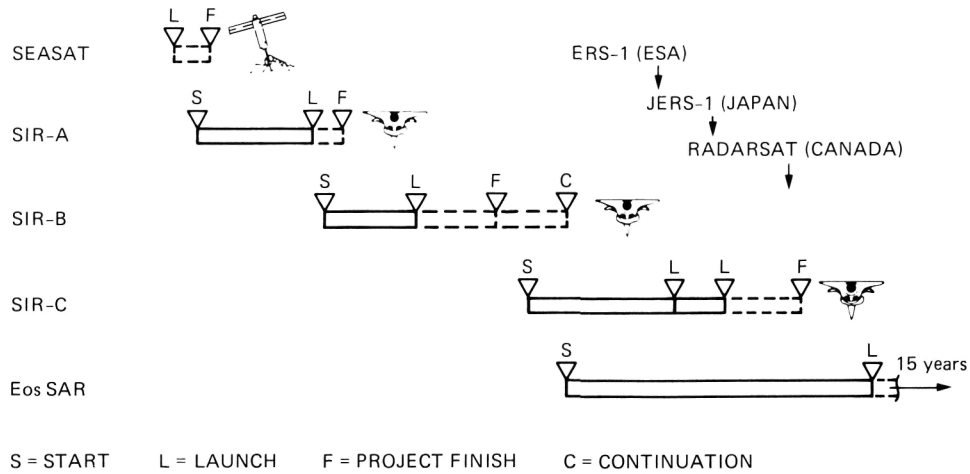 L F
SEASAT
ERS-1 (ESA)
S L F
JERS-1 (JAPAN)
SIR-A
RADARSAT (CANADA)
S L F C
SIR-B
S L L F
SIR-C
S L
15 years
Eos SAR
S = START L = LAUNCH F = PROJECT FINISH C = CONTINUATION